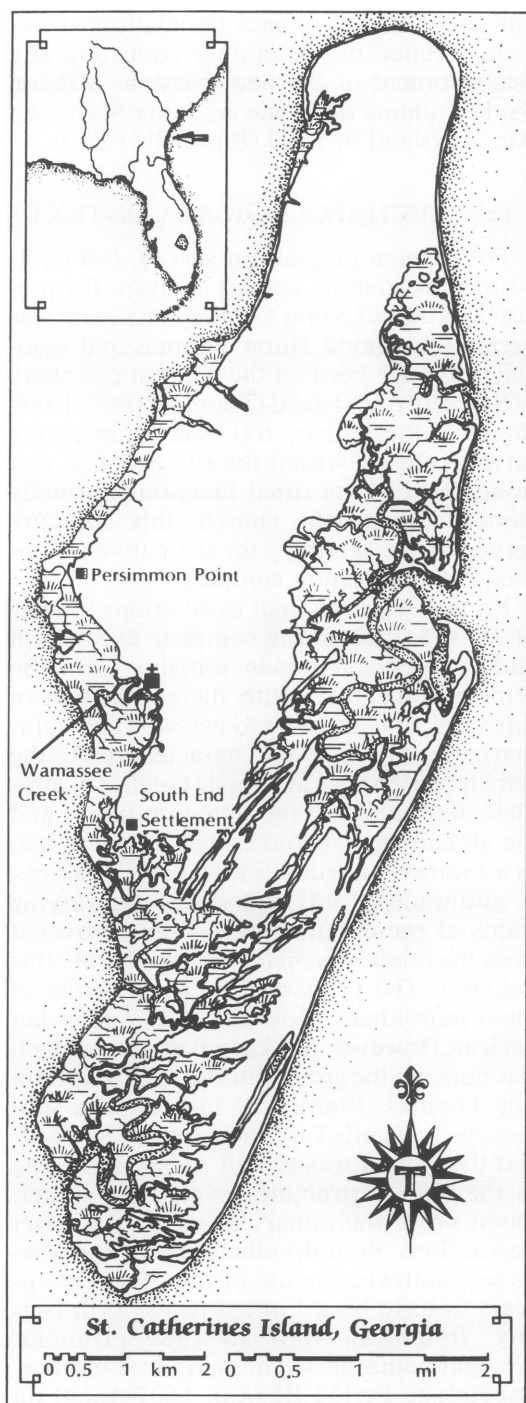 Persimmon Point
Wamassee
Creek
South End
Settlement
T
St. Catherines Island, Georgia
0 0.5 1 km 2 0 0.5 1 mi 2